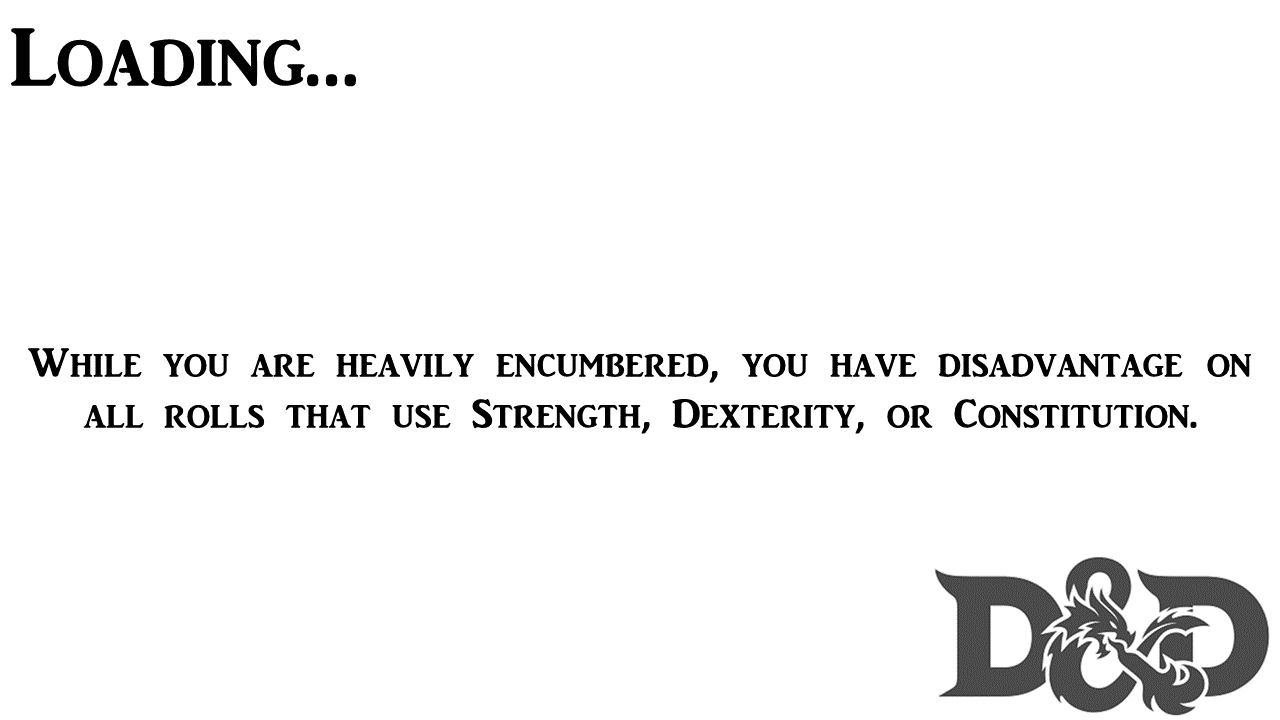 Loading...
While you are heavily encumbered, you have disadvantage on
all rolls that use Strength, Dexterity, or Constitution.
D&D